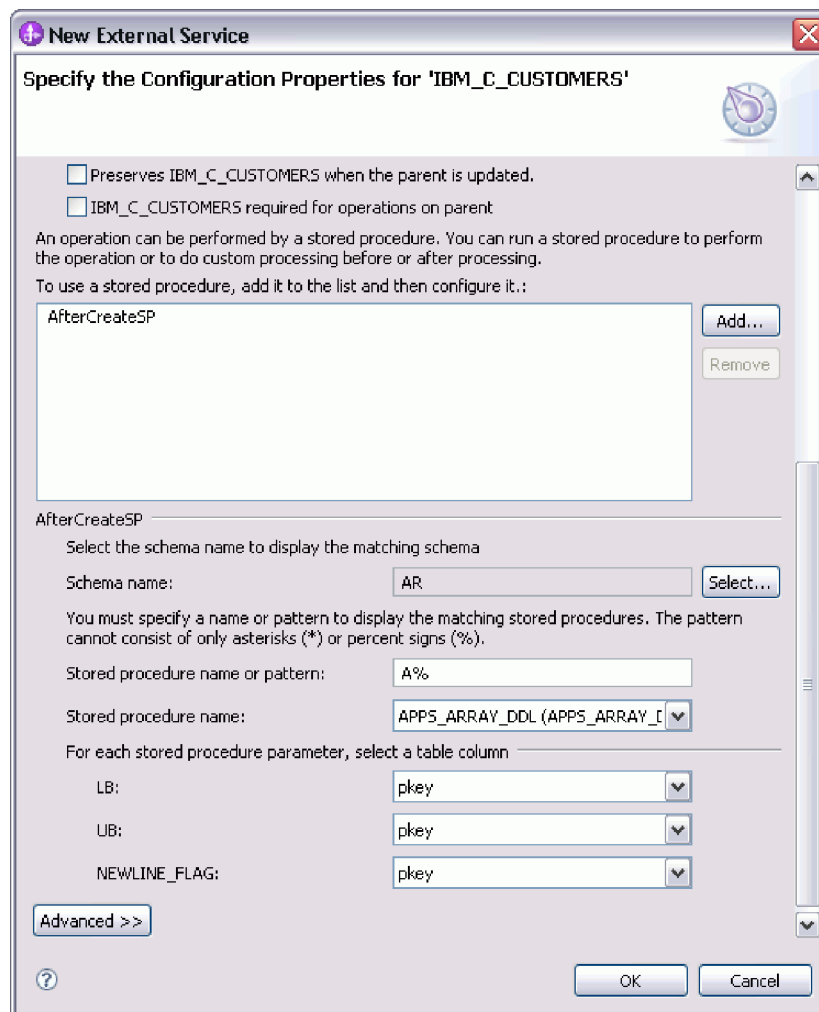 New External Service
Specify the Configuration Properties for 'IBM_C_CUSTOMERS'
Preserves IBM_C_CUSTOMERS when the parent is updated.
IBM_C_CUSTOMERS required for operations on parent
An operation can be performed by a stored procedure. You can run a stored procedure to perform
the operation or to do custom processing before or after processing.
To use a stored procedure, add it to the list and then configure it.:
AfterCreateSP
Add...
Remove
AfterCreateSP
Select the schema name to display the matching schema
Schema name: AR Select...
You must specify a name or pattern to display the matching stored procedures. The pattern
cannot consist of only asterisks (*) or percent signs (%).
Stored procedure name or pattern: A%
Stored procedure name: APPS_ARRAY_DDL (APPS_ARRAY_D
For each stored procedure parameter, select a table column
LB: pkey
UB: pkey
NEWLINE_FLAG: pkey
Advanced >>
?
OK Cancel